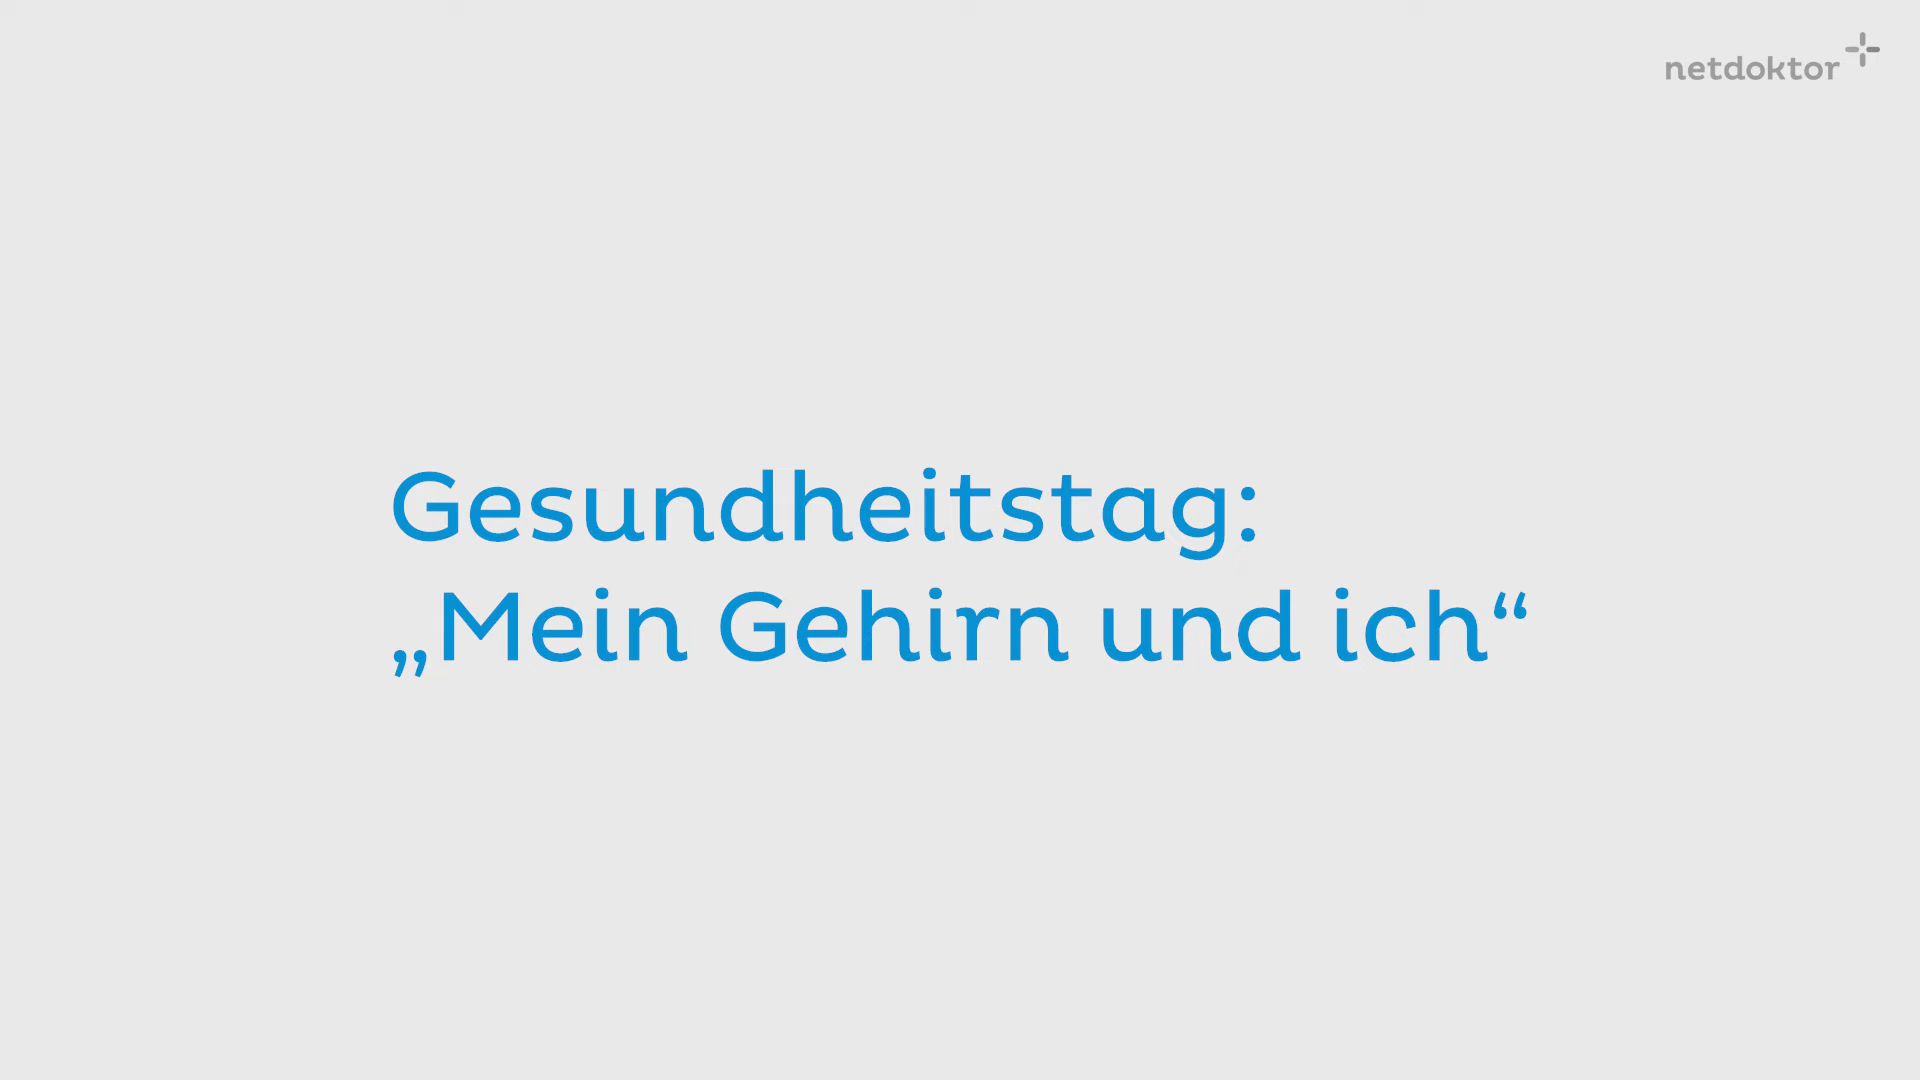 netdoktor
Gesundheitstag:
„Mein Gehirn und ich“